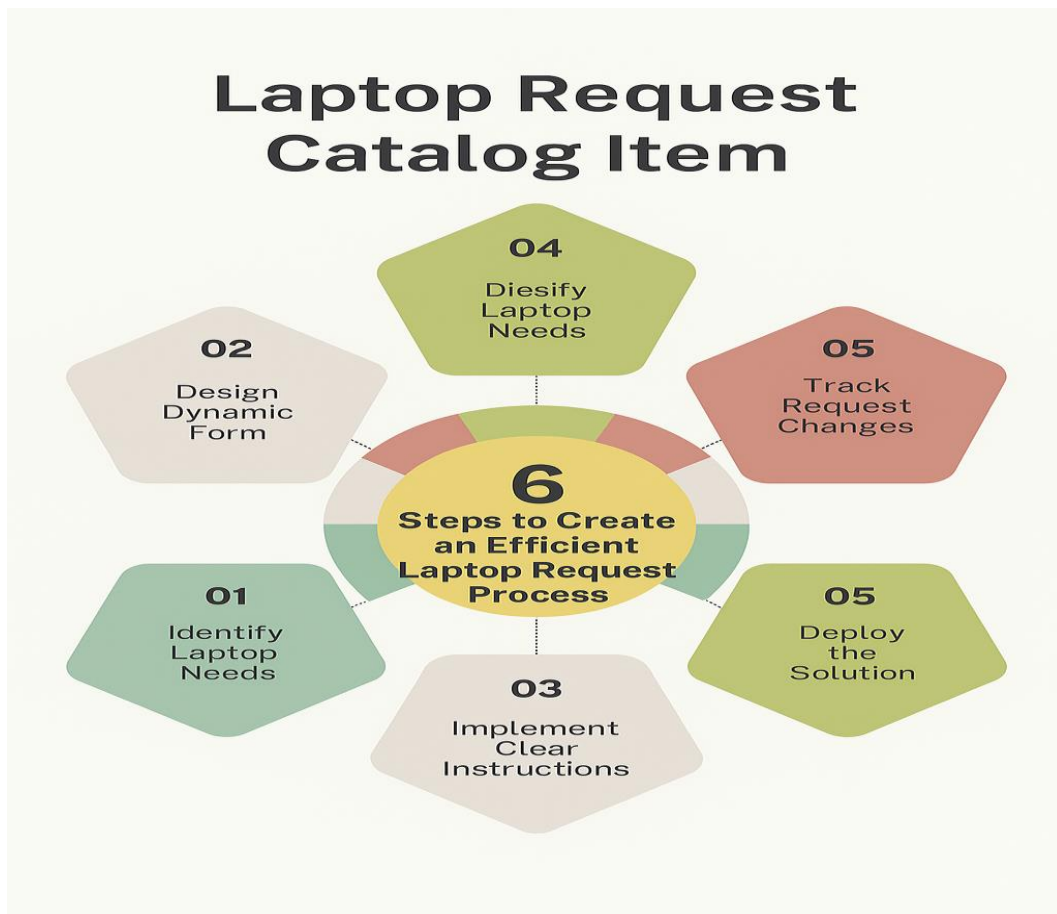 Laptop Request
Catalog Item
04
Diesify
Laptop
Needs
02
Design
Dynamic
Form
05
Track
Request
Changes
6
Steps to Create
an Efficient
Laptop Request
Process
01
Identify
Laptop
Needs
05
Deploy
the
Solution
03
Implement
Clear
Instructions